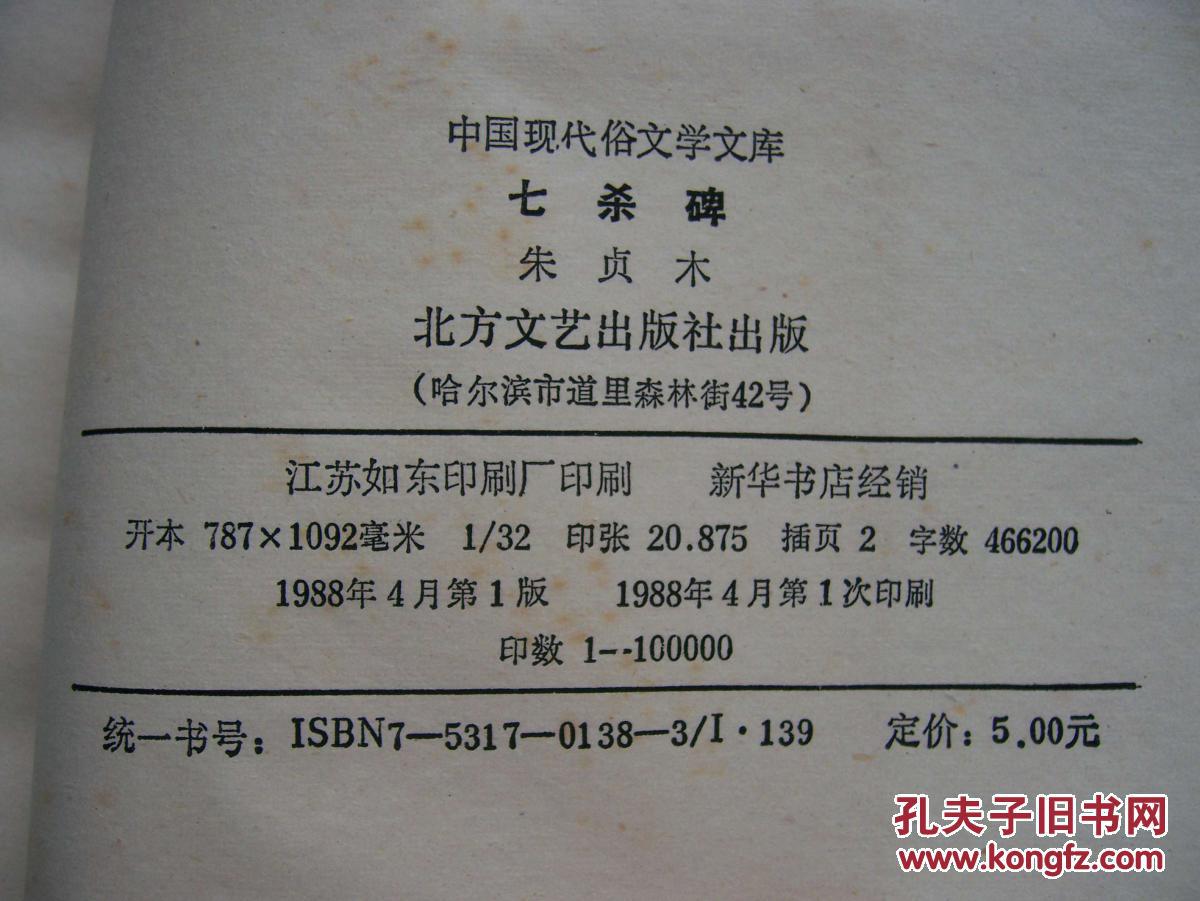 中国现代俗文学文库
七杀碑
朱贞木
北方文艺出版社出版
(哈尔滨市道里森林街42号)
江苏如东印刷厂印刷 新华书店经销
开本 787×1092毫米 1/32 印张 20.875 插页 2 字数 466200
1988年4月第1版 1988年4月第1次印刷
印数 1--100000
统一书号：ISBN7—5317—0138—3/I·139 定价：5.00元
孔夫子旧书网
www.kongfz.com